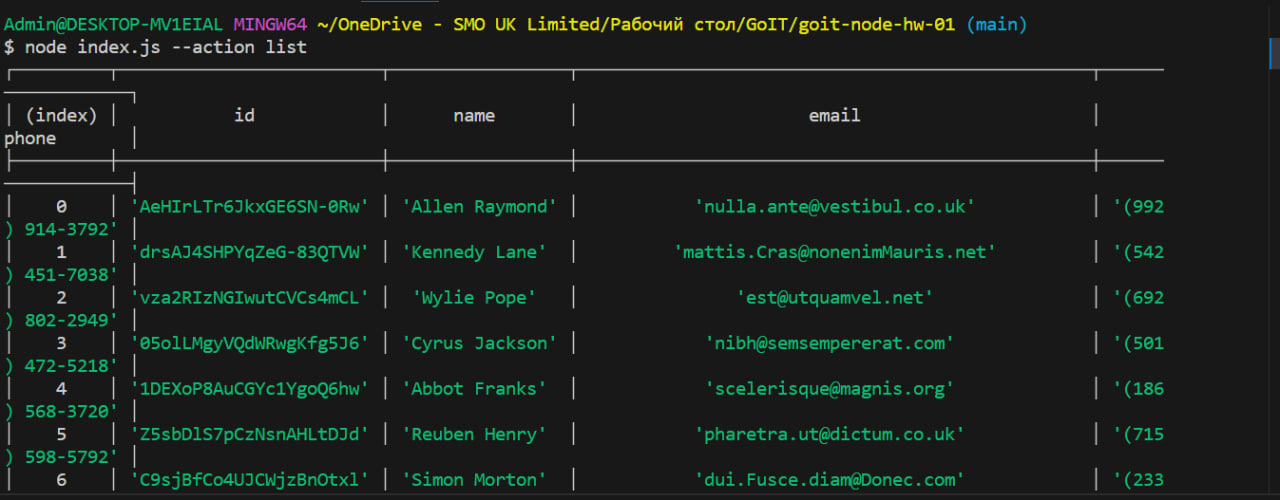 Admin@DESKTOP-MV1EIAL MINGW64 ~/OneDrive - SMO UK Limited/Рабочий стол/GoIT/goit-node-hw-01 (main)
$ node index.js --action list
(index) id name email
phone
0 'AeHIrLTr6JkxGE6SN-0Rw' 'Allen Raymond' 'nulla.ante@vestibul.co.uk' '(992
) 914-3792'
1 'drsAJ4SHPYqZeG-83QTVW' 'Kennedy Lane' 'mattis.Cras@nonenimMauris.net' '(542
) 451-7038'
2 'vza2RIzNGIwutCVCs4mCL' 'Wylie Pope' 'est@utquamvel.net' '(692
) 802-2949'
3 '05olLMgyVQdWRwgKfg5J6' 'Cyrus Jackson' 'nibh@semsempererat.com' '(501
) 472-5218'
4 '1DEXoP8AuCGYc1YgoQ6hw' 'Abbot Franks' 'scelerisque@magnis.org' '(186
) 568-3720'
5 'Z5sbDlS7pCzNsnAHLtDJd' 'Reuben Henry' 'pharetra.ut@dictum.co.uk' '(715
) 598-5792'
6 'C9sjBfCo4UJCWjzBnOtxl' 'Simon Morton' 'dui.Fusce.diam@Donec.com' '(233